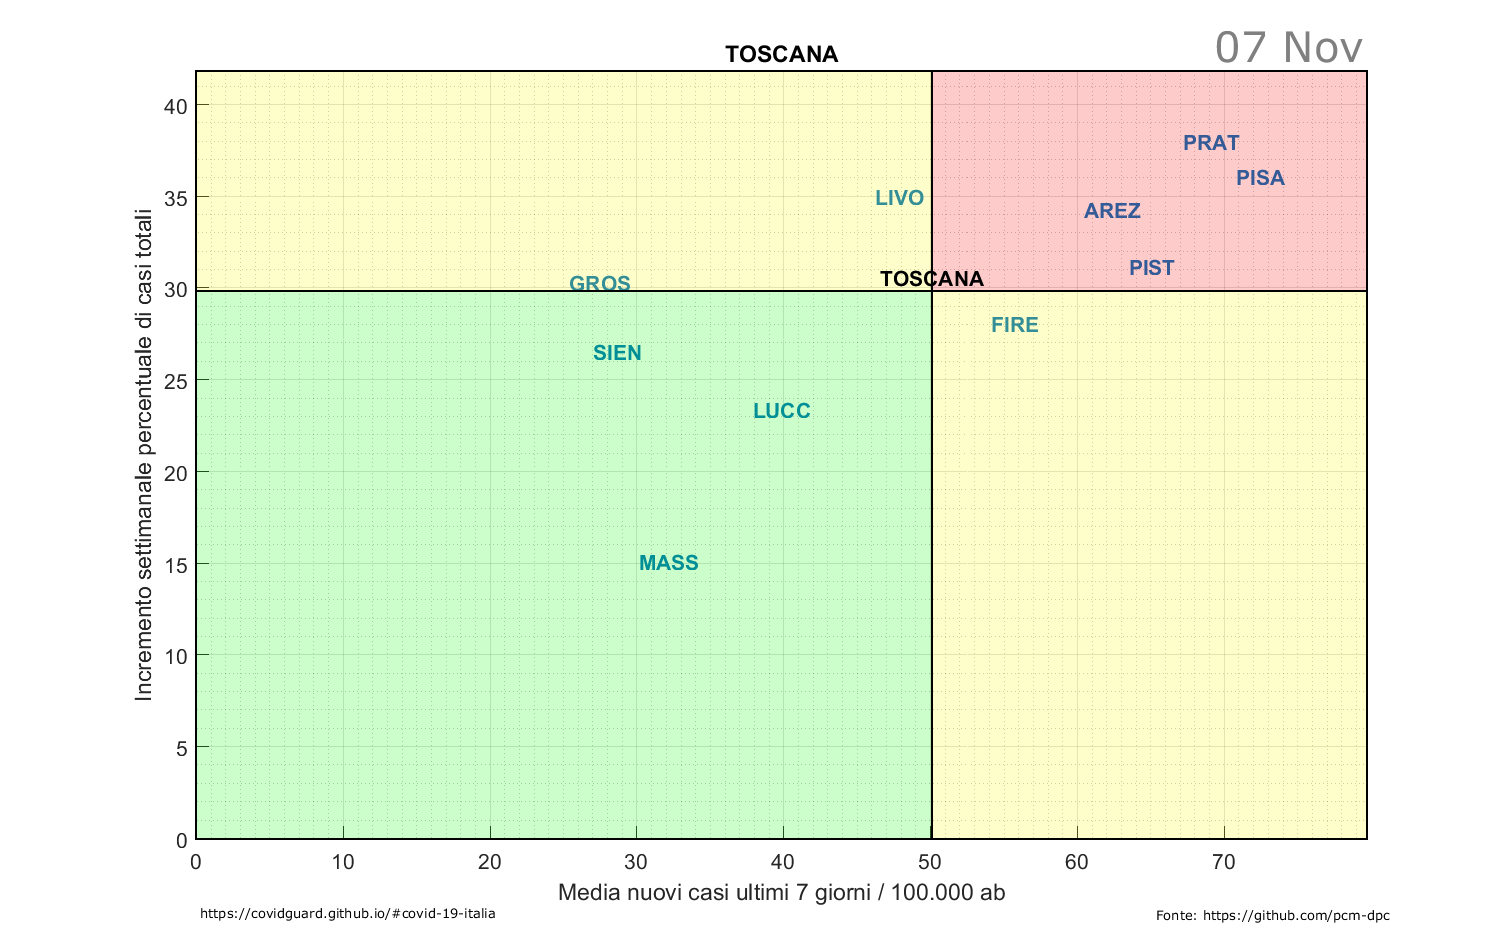 TOSCANA
07 Nov
40
PRAT
PISA
35
LIVO
AREZ
PIST
TOSCANA
30
GROS
FIRE
SIEN
25
LUCC
20
15
MASS
10
5
0
Incremento settimanale percentuale di casi totali
0 10 20 30 40 50 60 70
Media nuovi casi ultimi 7 giorni / 100.000 ab
https://covidguard.github.io/#covid-19-italia
Fonte: https://github.com/pcm-dpc